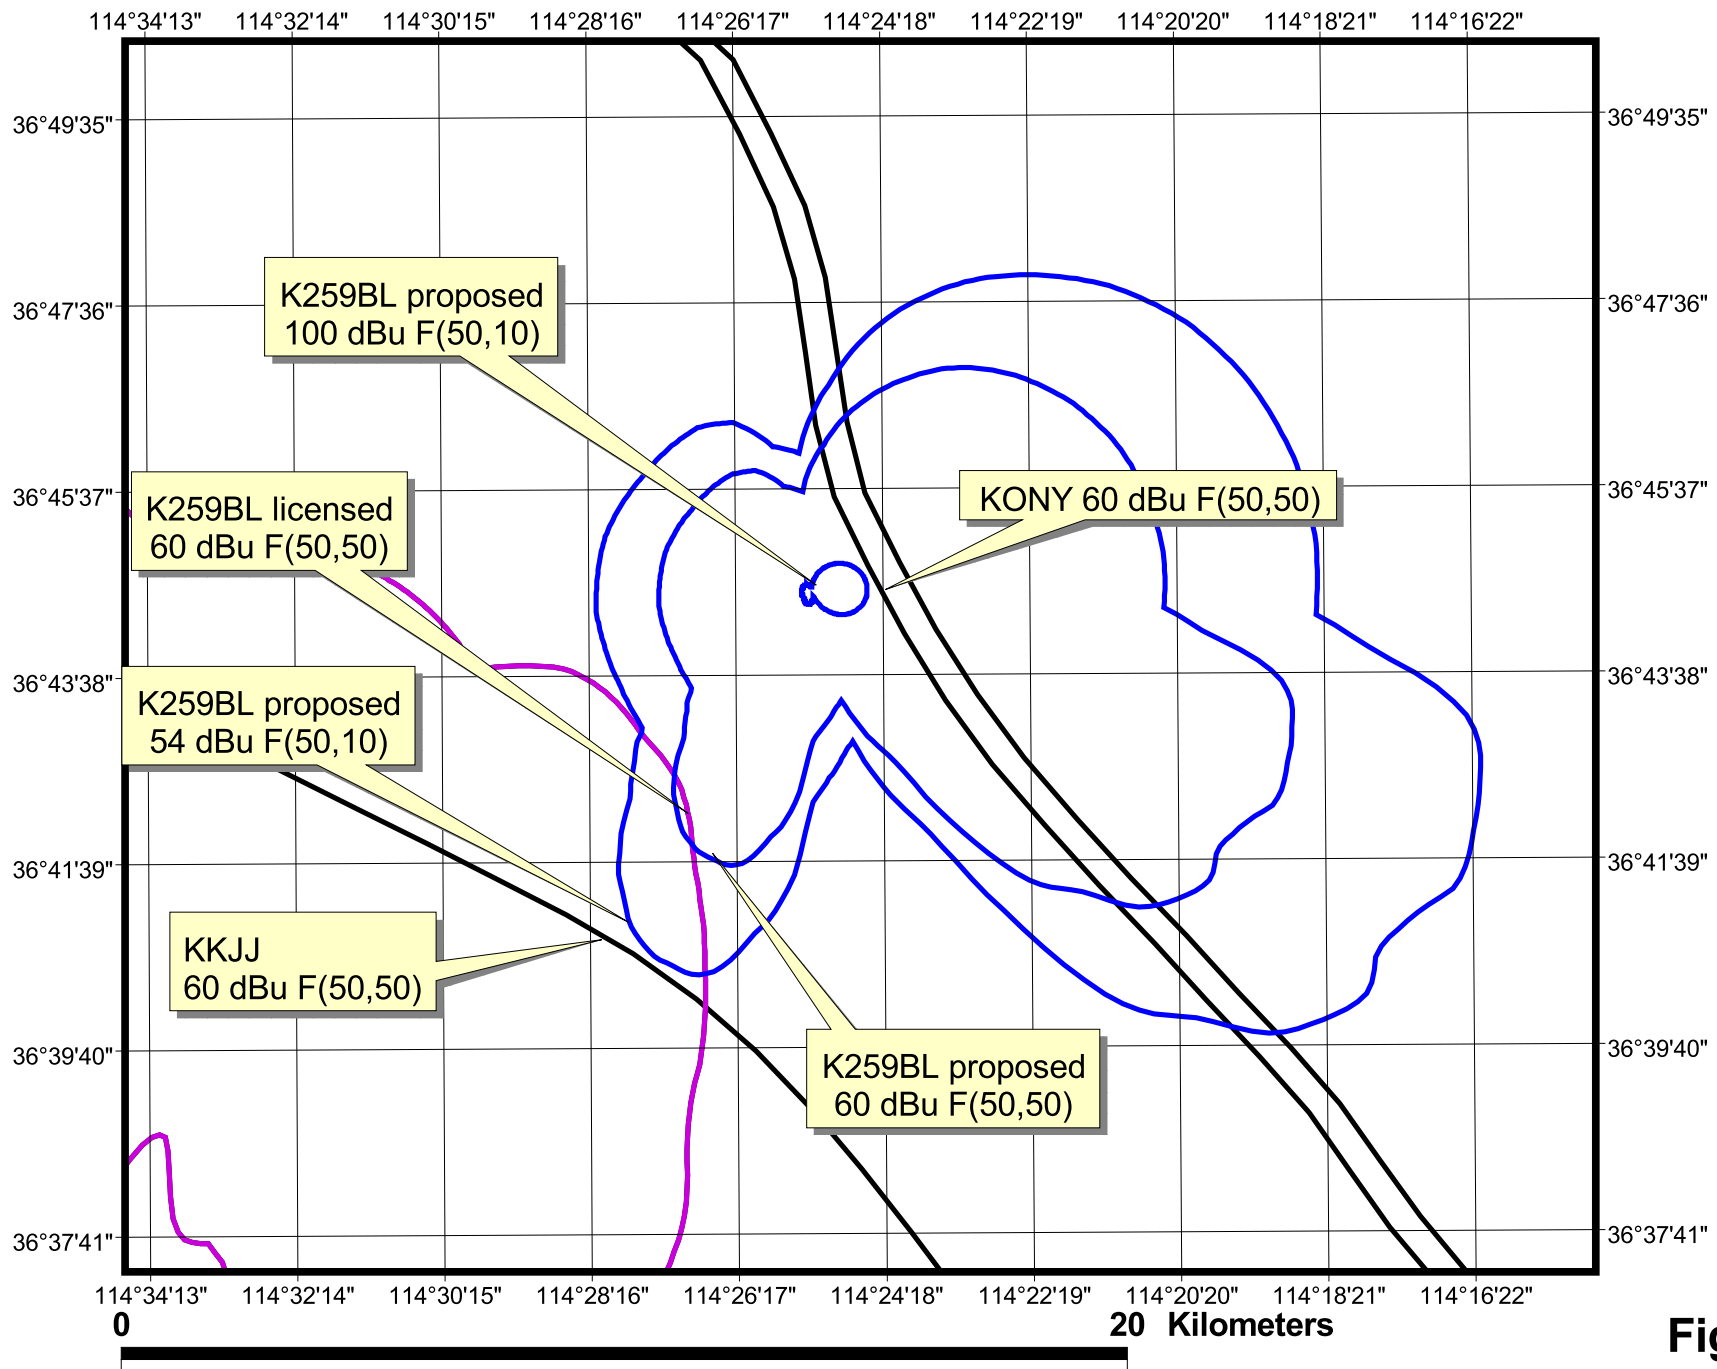 114°34'13" 114°32'14" 114°30'15" 114°28'16" 114°26'17" 114°24'18" 114°22'19" 114°20'20" 114°18'21" 114°16'22"
36°49'35" 36°49'35"
36°47'36" 36°47'36"
K259BL proposed
100 dBu F(50,10)
36°45'37" 36°45'37"
K259BL licensed
60 dBu F(50,50)
KONY 60 dBu F(50,50)
36°43'38" 36°43'38"
K259BL proposed
54 dBu F(50,10)
36°41'39" 36°41'39"
KKJJ
60 dBu F(50,50)
36°39'40" 36°39'40"
K259BL proposed
60 dBu F(50,50)
36°37'41" 36°37'41"
114°34'13" 114°32'14" 114°30'15" 114°28'16" 114°26'17" 114°24'18" 114°22'19" 114°20'20" 114°18'21" 114°16'22"
0 20 Kilometers